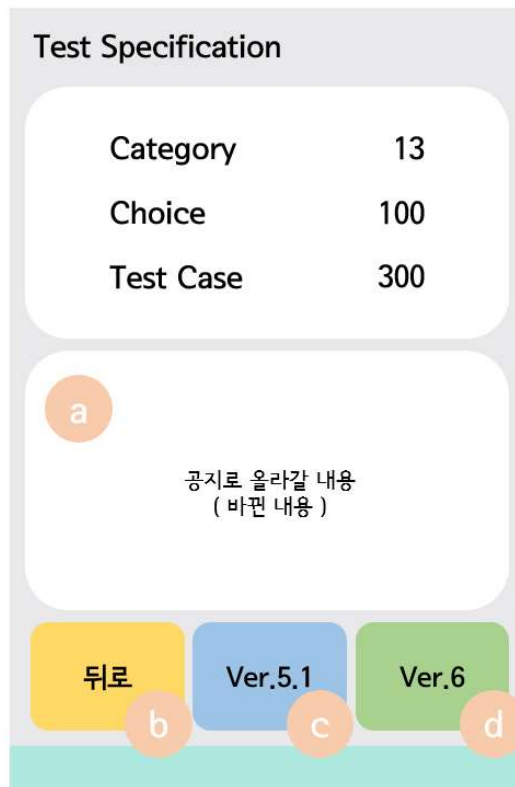 Test Specification
Category 13
Choice 100
Test Case 300
a
공지로 올라갈 내용
( 바뀐 내용 )
뒤로 Ver.5.1 Ver.6
b c d